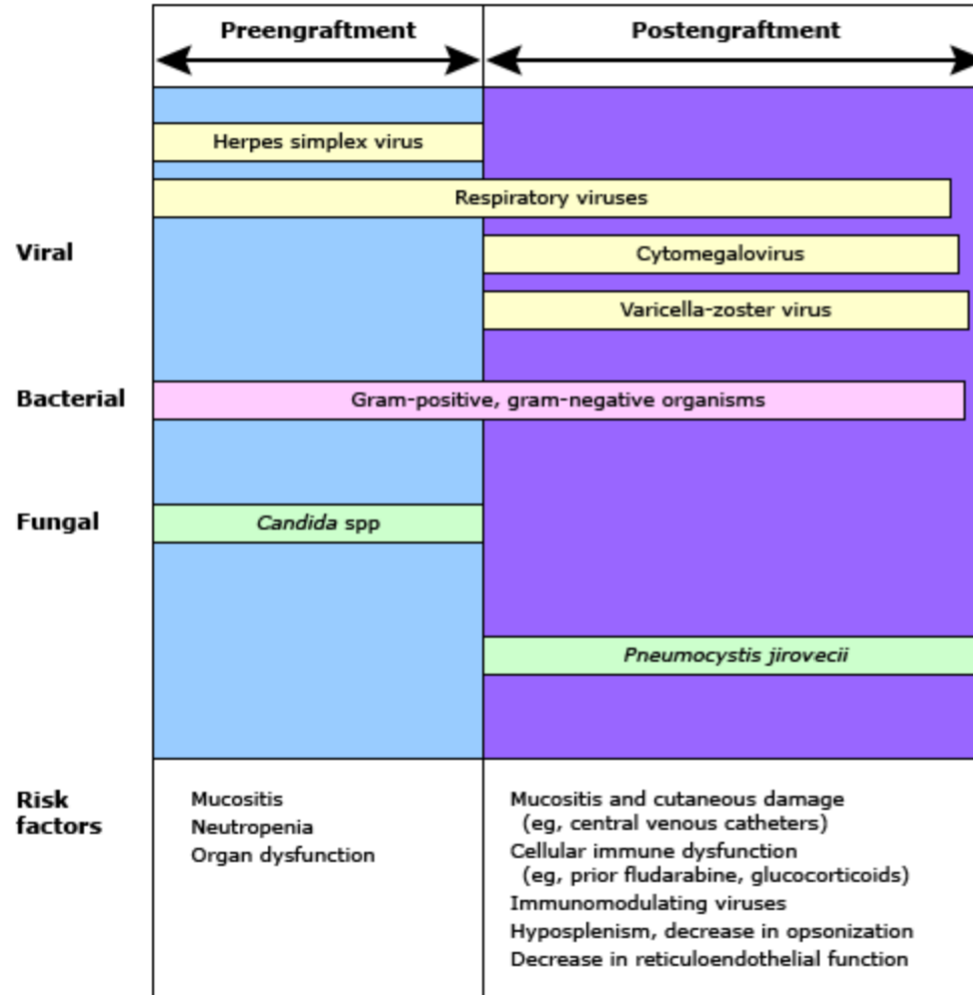 Preengraftment
Postengraftment
Herpes simplex virus
Respiratory viruses
Viral
Cytomegalovirus
Varicella-zoster virus
Bacterial
Gram-positive, gram-negative organisms
Fungal
Candida spp
Pneumocystis jirovecii
Risk
factors
Mucositis
Neutropenia
Organ dysfunction
Mucositis and cutaneous damage
(eg, central venous catheters)
Cellular immune dysfunction
(eg, prior fludarabine, glucocorticoids)
Immunomodulating viruses
Hyposplenism, decrease in opsonization
Decrease in reticuloendothelial function